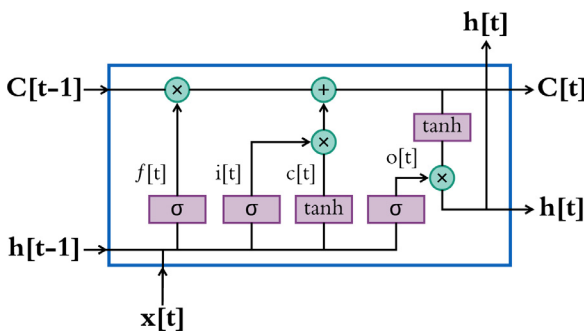 h[t]
C[t-1]
×
+
C[t]
tanh
×
o[t]
f[t]
i[t]
c[t]
×
σ
σ
tanh
σ
h[t]
h[t-1]
x[t]